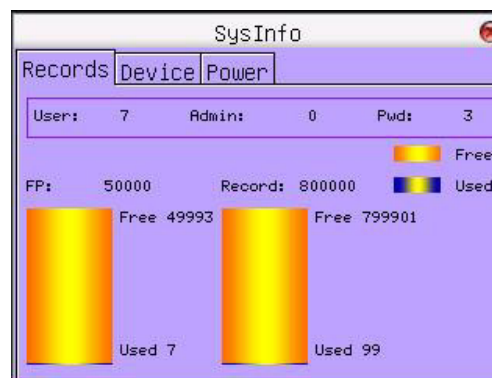 SysInfo
Records Device Power
User: 7 Admin: 0 Pwd: 3
Free
FP: 50000 Record: 800000 Used
Free 49993 Free 799901
Used 7 Used 99